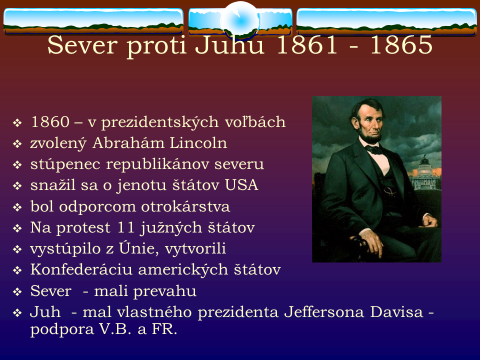 Sever proti Juhu 1861 - 1865
1860 – v prezidentských voľbách
zvolený Abrahám Lincoln
stúpenec republikánov severu
snažil sa o jenotu štátov USA
bol odporcom otrokárstva
Na protest 11 južných štátov
vystúpilo z Únie, vytvorili
Konfederáciu amerických štátov
Sever - mali prevahu
Juh - mal vlastného prezidenta Jeffersona Davisa -
podpora V.B. a FR.